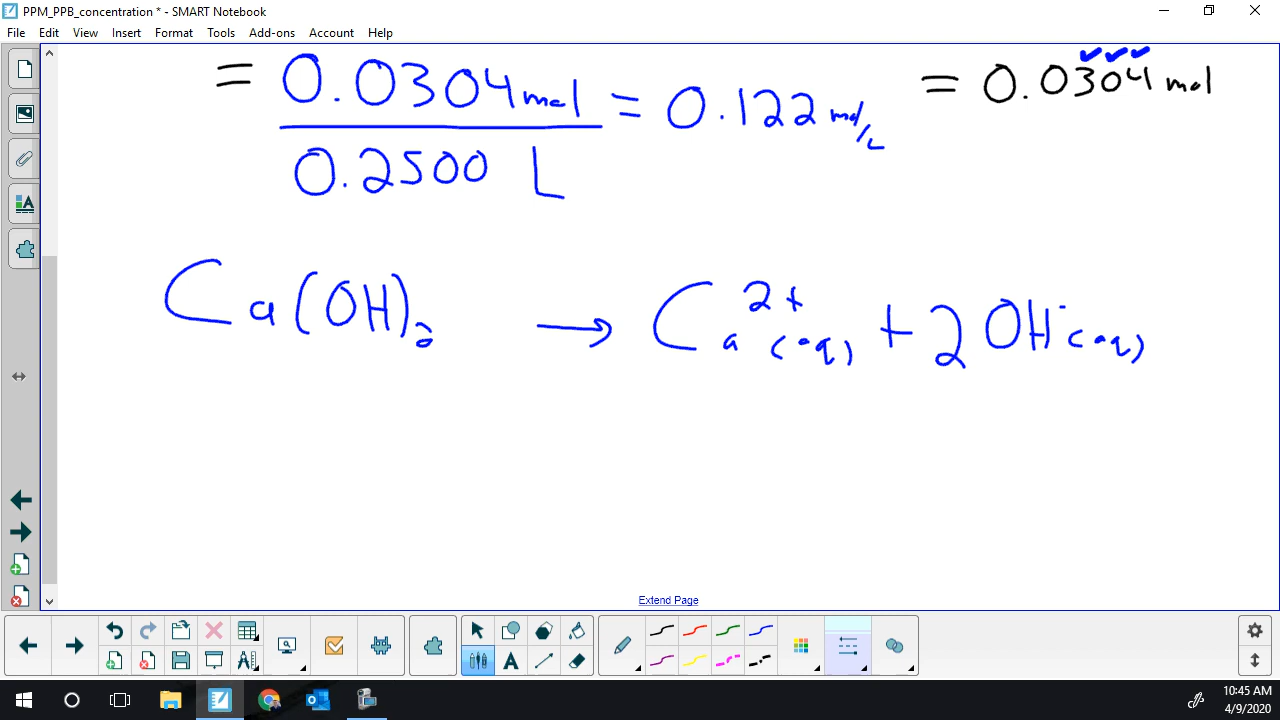 PPM_PPB_concentration * - SMART Notebook
File Edit View Insert Format Tools Add-ons Account Help
= 0.0304 mol / 0.2500 L = 0.122 mol/L
= 0.0304 mol
Ca(OH)₂ → Ca²⁺(aq) + 2OH⁻(aq)
Extend Page
10:45 AM
4/9/2020